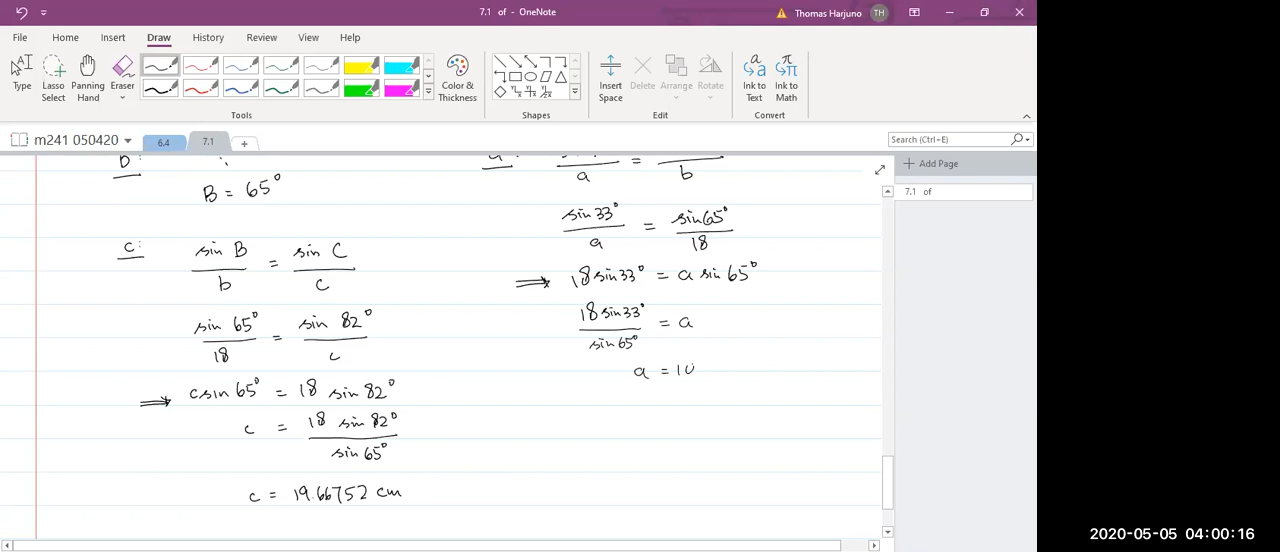 7.1 of - OneNote
Thomas Harjuno TH
File Home Insert Draw History Review View Help
Type
Lasso Select
Panning Hand
Eraser
Color & Thickness
Insert Space
Delete
Arrange
Rotate
Ink to Text
Ink to Math
Tools
Shapes
Edit
Convert
m241 050420
6.4
7.1
Search (Ctrl+E)
Add Page
7.1 of
B:
B = 65°
c:
sin B / b = sin C / c
sin 65° / 18 = sin 82° / c
⟹ c sin 65° = 18 sin 82°
c = 18 sin 82° / sin 65°
c = 19.66752 cm
a:
/ a = / b
sin 33° / a = sin 65° / 18
⟹ 18 sin 33° = a sin 65°
18 sin 33° / sin 65° = a
a = 10
2020-05-05 04:00:16